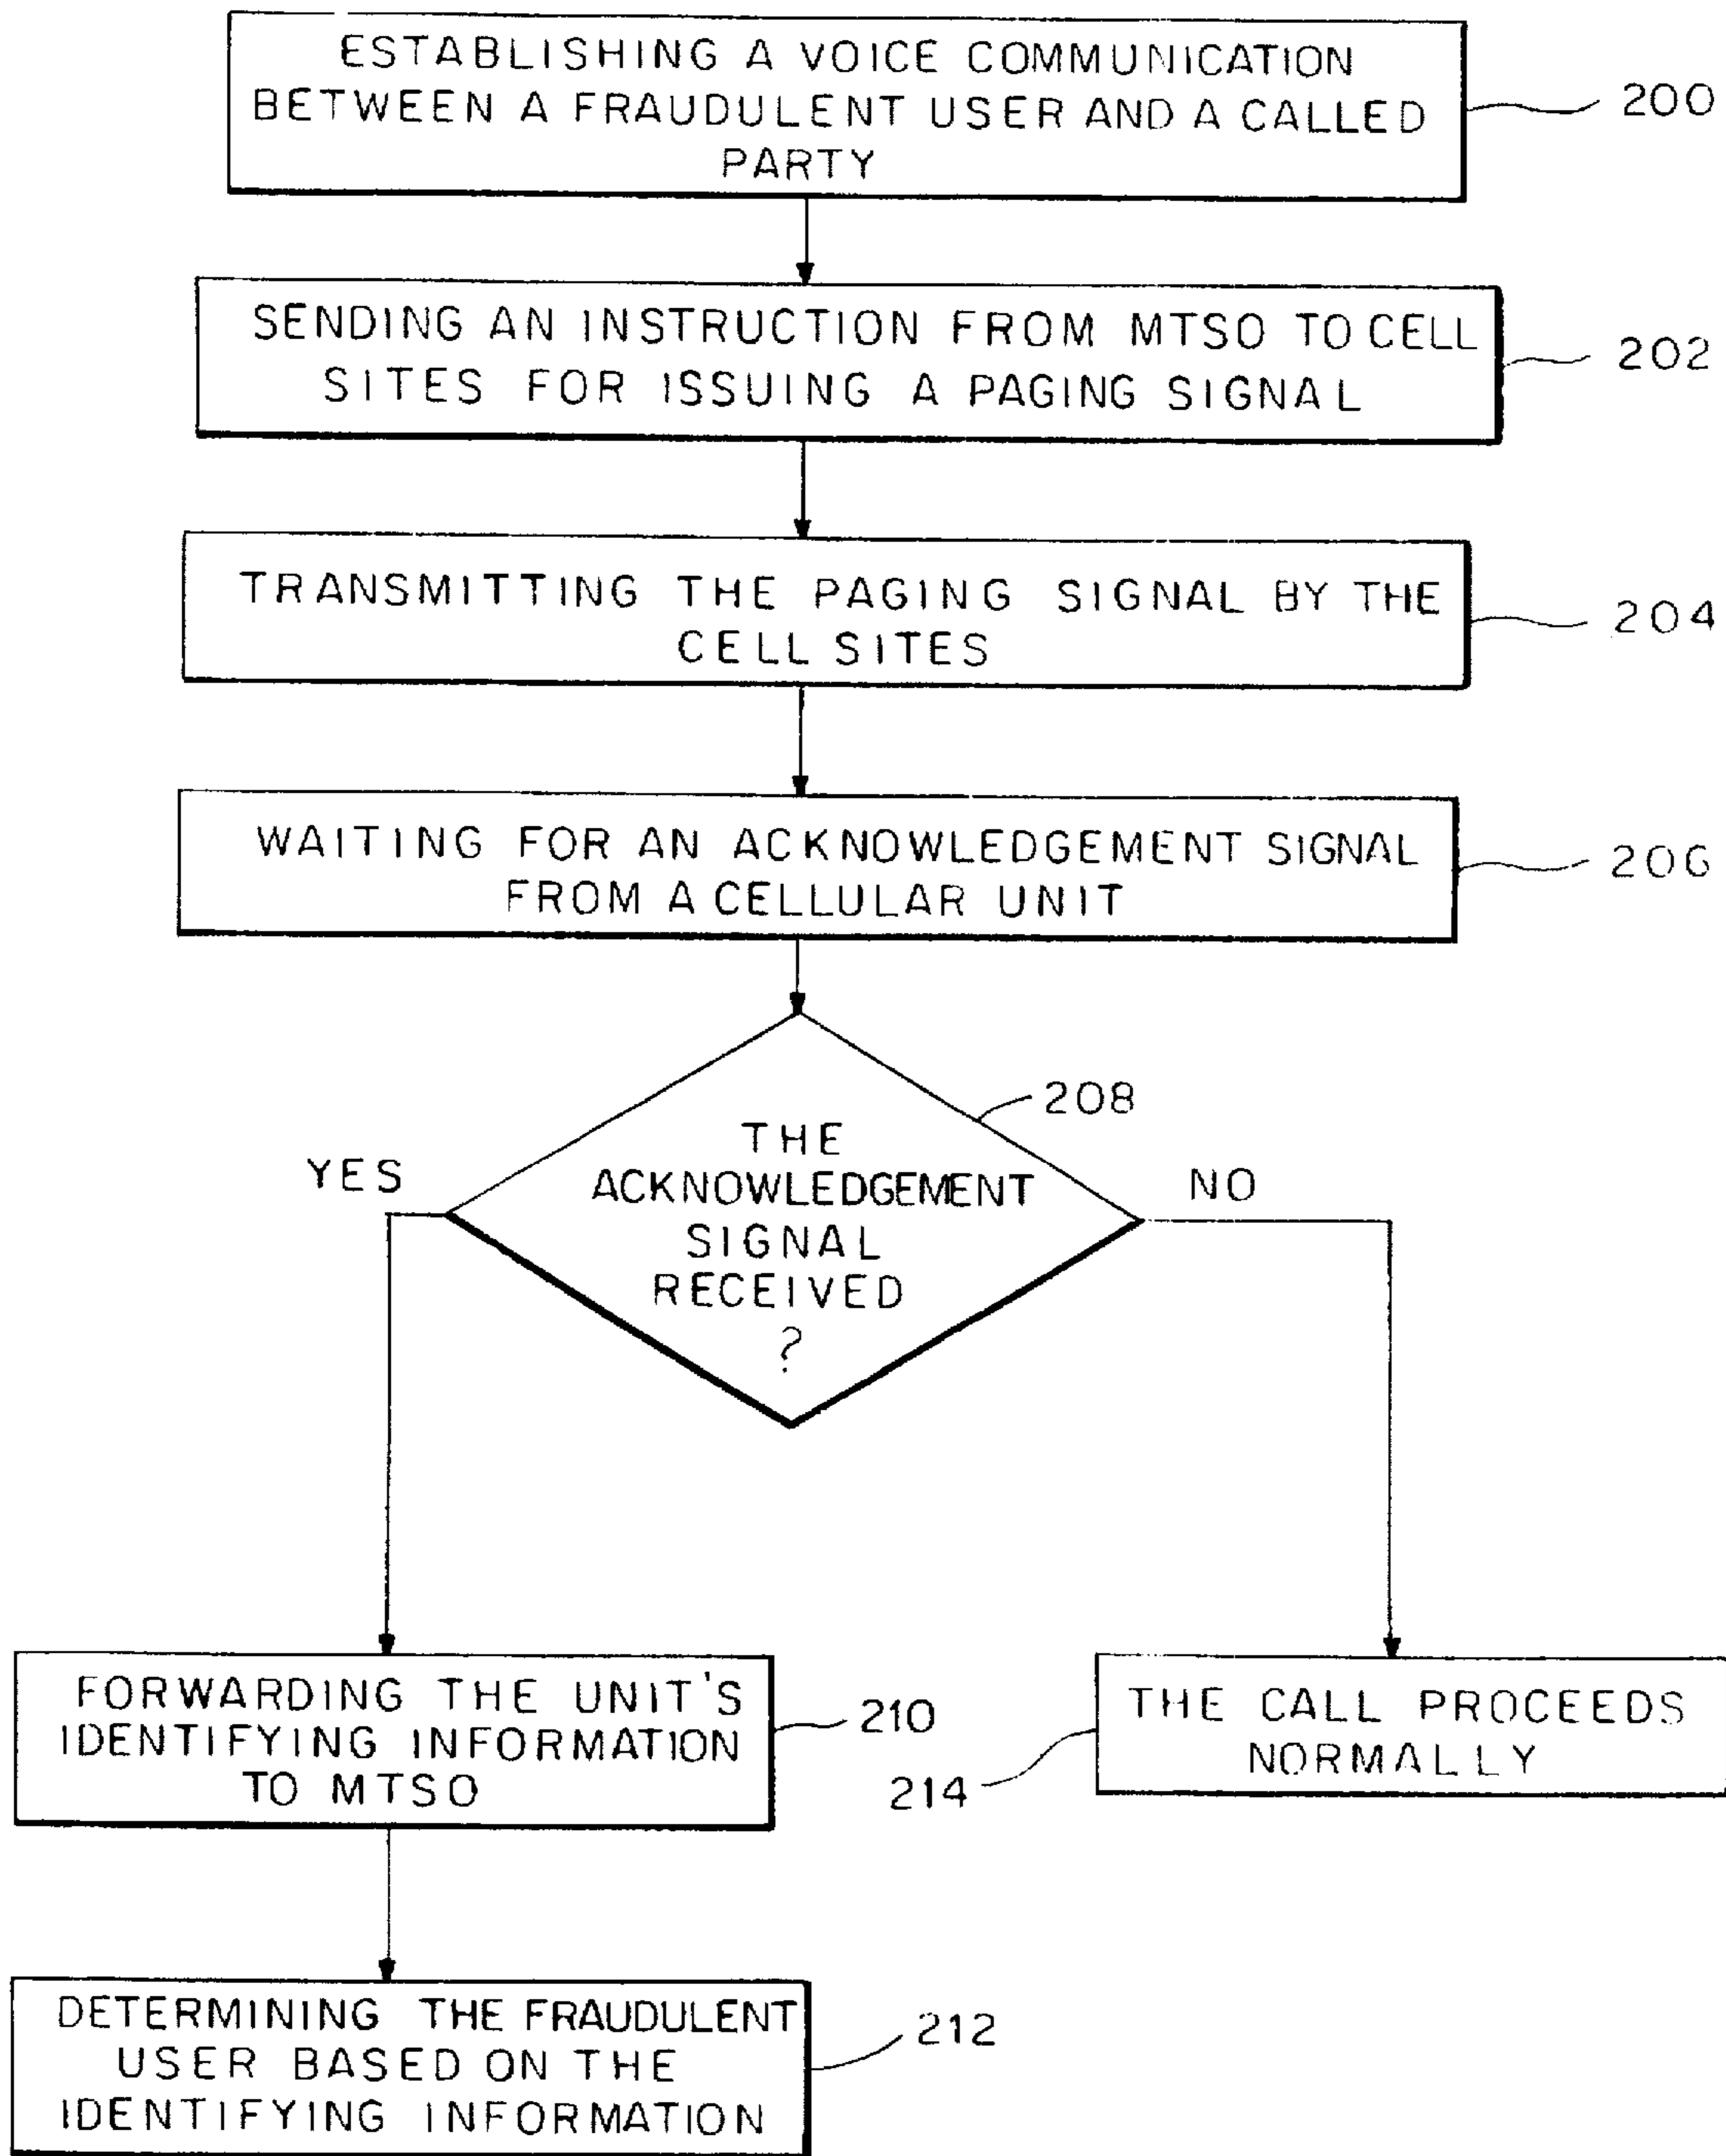 ESTABLISHING A VOICE COMMUNICATION
BETWEEN A FRAUDULENT USER AND A CALLED
PARTY
200
SENDING AN INSTRUCTION FROM MTSO TO CELL
SITES FOR ISSUING A PAGING SIGNAL
202
TRANSMITTING THE PAGING SIGNAL BY THE
CELL SITES
204
WAITING FOR AN ACKNOWLEDGEMENT SIGNAL
FROM A CELLULAR UNIT
206
208
THE
ACKNOWLEDGEMENT
SIGNAL
RECEIVED
?
YES
NO
FORWARDING THE UNIT'S
IDENTIFYING INFORMATION
TO MTSO
210
THE CALL PROCEEDS
NORMALLY
214
DETERMINING THE FRAUDULENT
USER BASED ON THE
IDENTIFYING INFORMATION
212